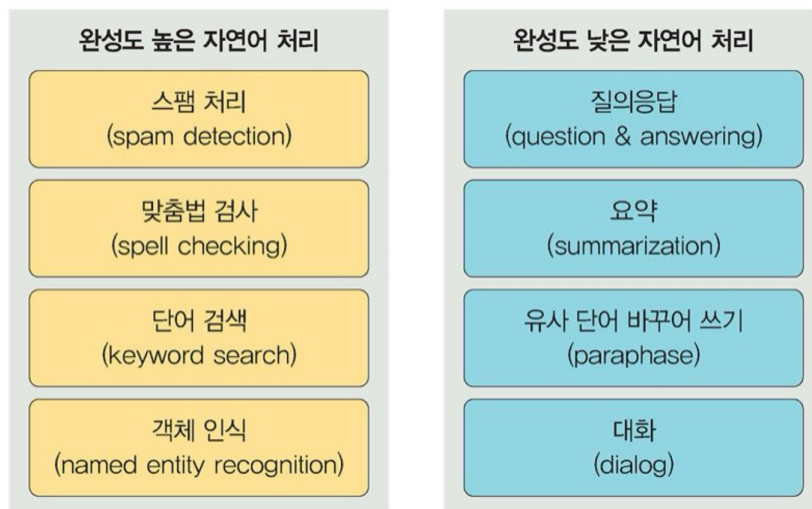 완성도 높은 자연어 처리
스팸 처리
(spam detection)
맞춤법 검사
(spell checking)
단어 검색
(keyword search)
객체 인식
(named entity recognition)
완성도 낮은 자연어 처리
질의응답
(question & answering)
요약
(summarization)
유사 단어 바꾸어 쓰기
(paraphase)
대화
(dialog)